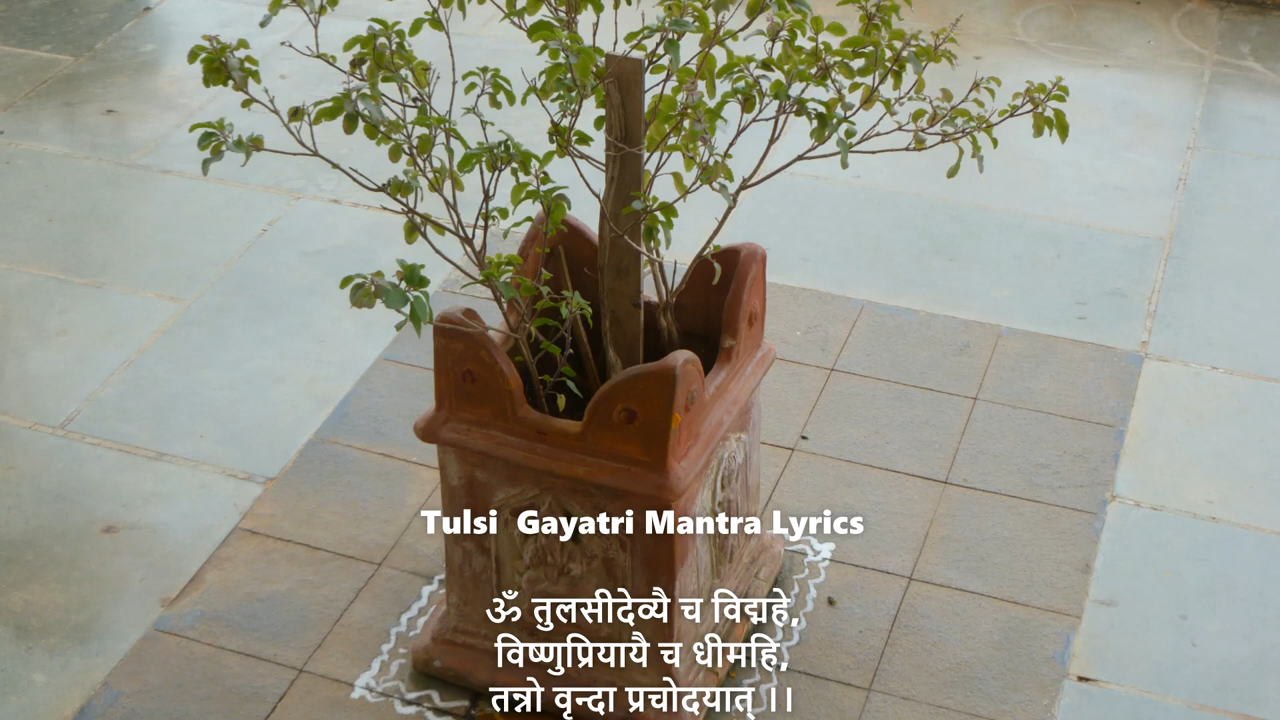 Tulsi  Gayatri Mantra Lyrics
ॐ तुलसीदेव्यै च विद्महे,
विष्णुप्रियायै च धीमहि,
तन्नो वृन्दा प्रचोदयात् ।।